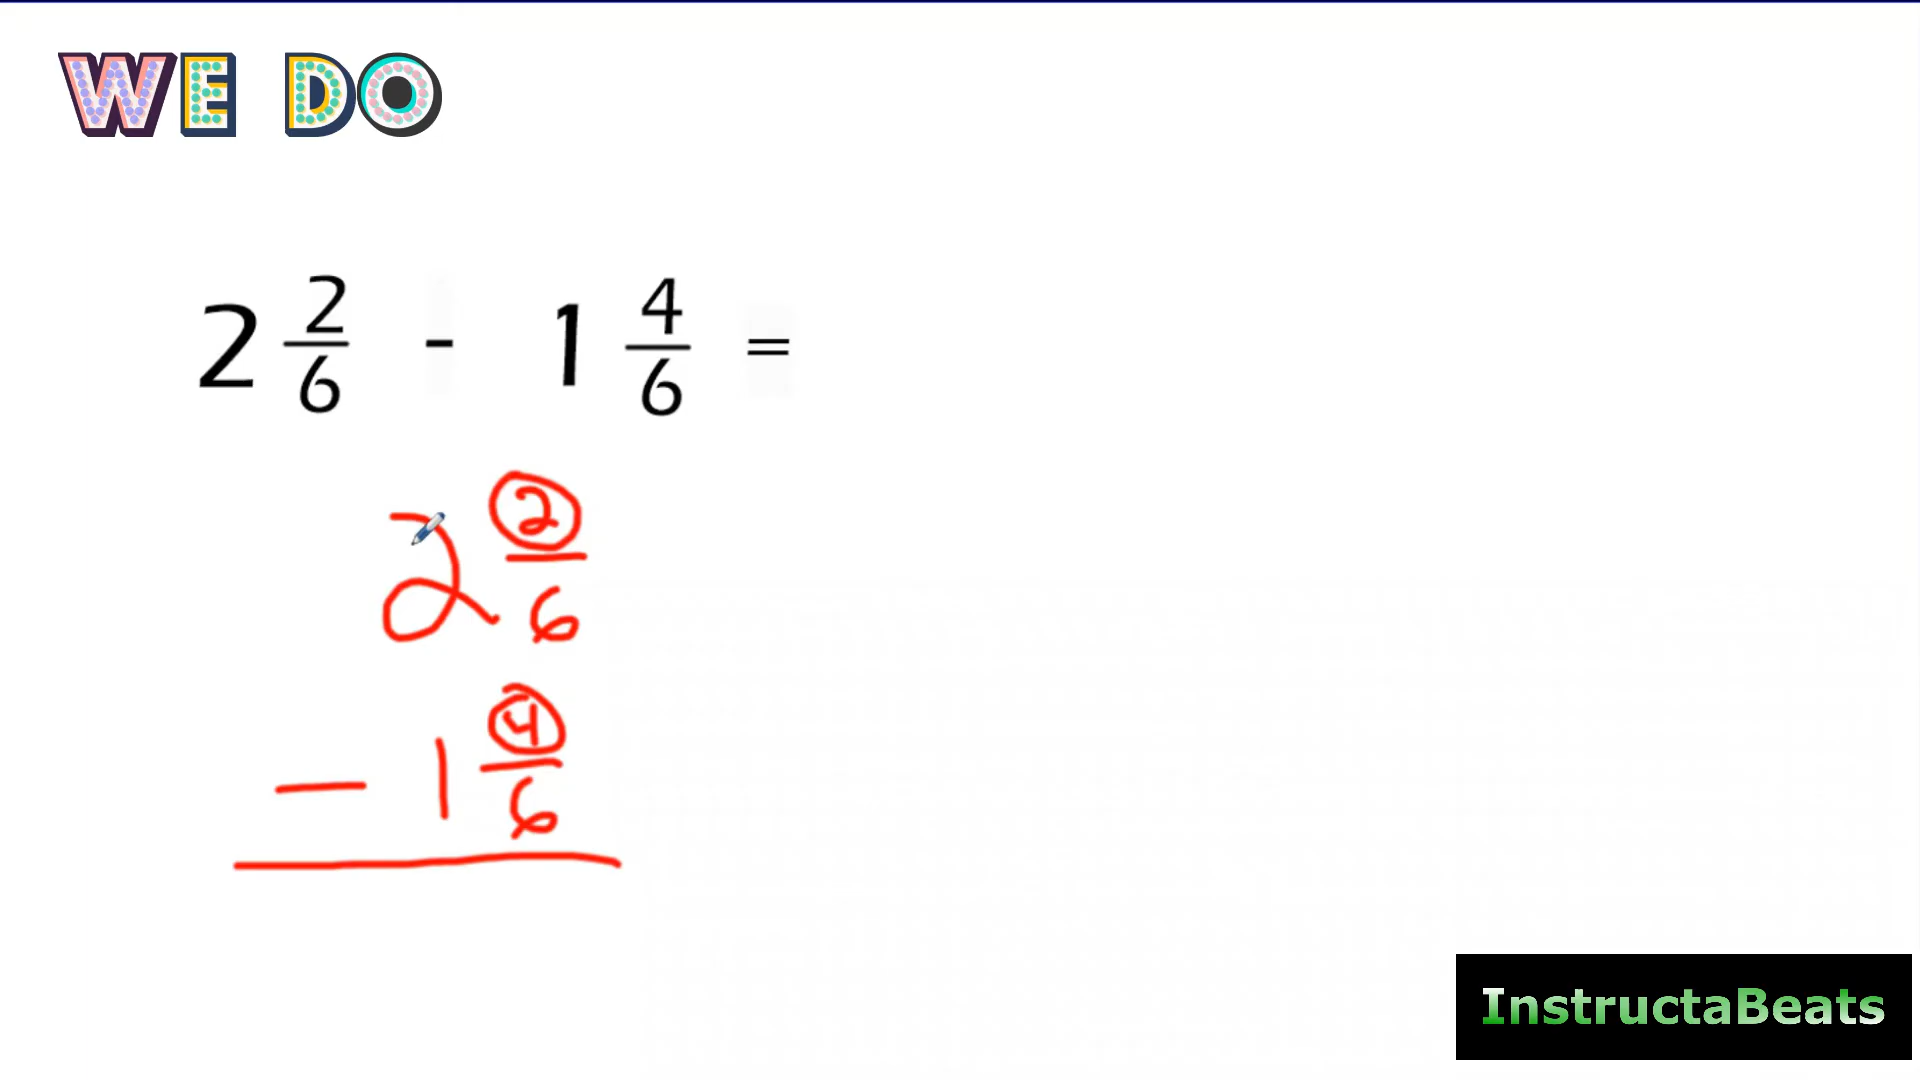 WE DO
2 2/6 - 1 4/6 =
2 2/6
- 1 4/6
InstructaBeats